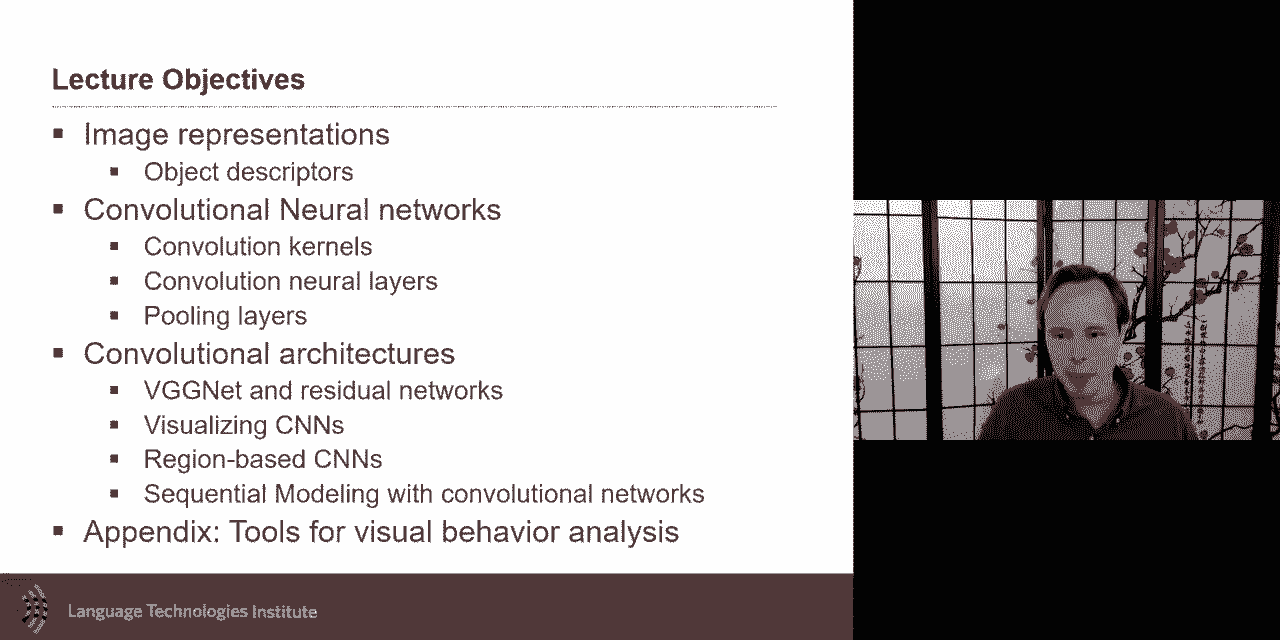 Lecture Objectives
Image representations
Object descriptors
Convolutional Neural networks
Convolution kernels
Convolution neural layers
Pooling layers
Convolutional architectures
VGGNet and residual networks
Visualizing CNNs
Region-based CNNs
Sequential Modeling with convolutional networks
Appendix: Tools for visual behavior analysis
Language Technologies Institute